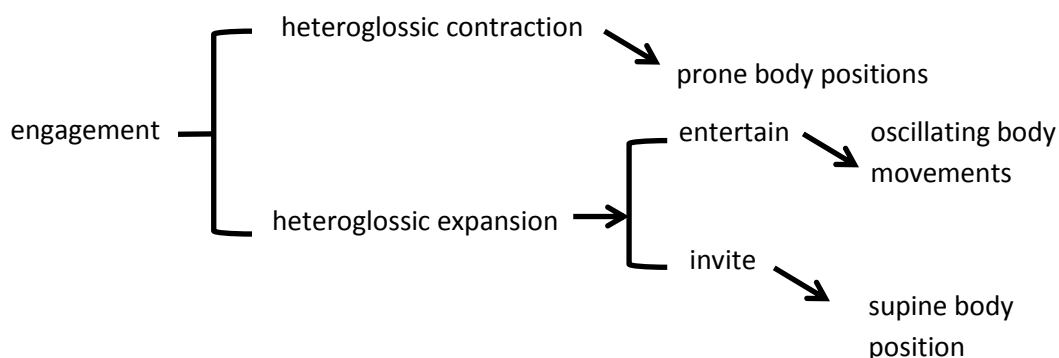 heteroglossic contraction
prone body positions
engagement
entertain
oscillating body
movements
heteroglossic expansion
invite
supine body
position